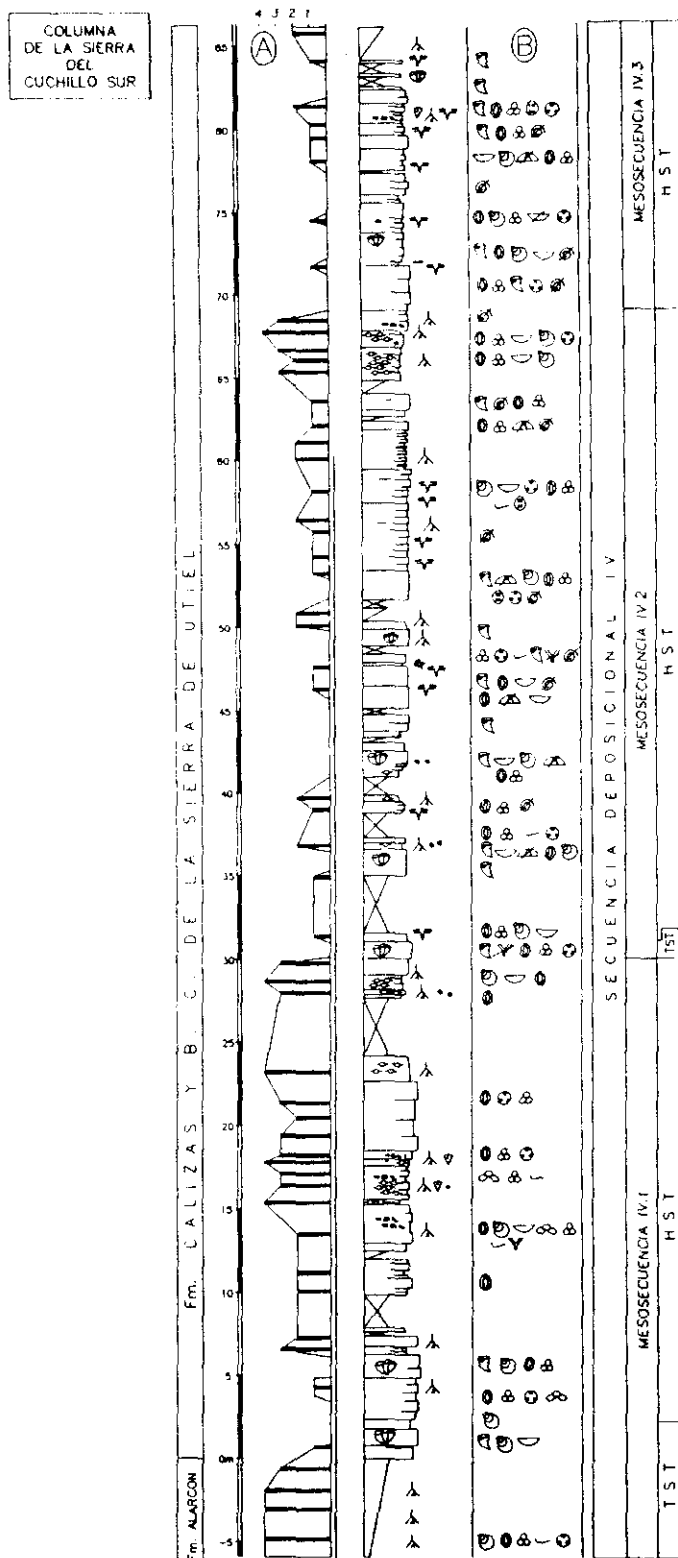 COLUMNA
DE LA SIERRA
DEL
CUCHILLO SUR
4 3 2 1
A
B
65
80
75
70
65
60
55
50
45
40
35
30
25
20
15
10
5
0m
-5
Fm. CALIZAS Y B. C. DE LA SIERRA DE UTIEL
Fm. ALARCON
SECUENCIA DEPOSICIONAL IV
MESOSECUENCIA IV.3
HST
MESOSECUENCIA IV.2
HST
TST
MESOSECUENCIA IV.1
HST
TST